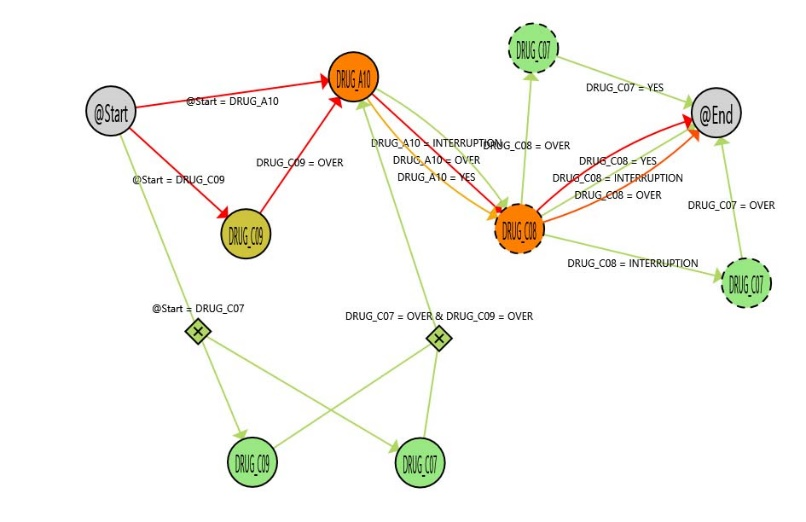 DRUG_C07
DRUG_A10
DRUG_C07 = YES
@Start = DRUG_A10
@Start
@End
DRUG_A10 = INTERRUPTION
DRUG_C08 = OVER
DRUG_C09 = OVER
DRUG_A10 = OVER
DRUG_C08 = YES
@Start = DRUG_C09
DRUG_A10 = YES
DRUG_C08 = INTERRUPTION
DRUG_C08 = OVER
DRUG_C07 = OVER
DRUG_C09
DRUG_C08
DRUG_C08 = INTERRUPTION
DRUG_C07
@Start = DRUG_C07
DRUG_C07 = OVER & DRUG_C09 = OVER
DRUG_C09
DRUG_C07